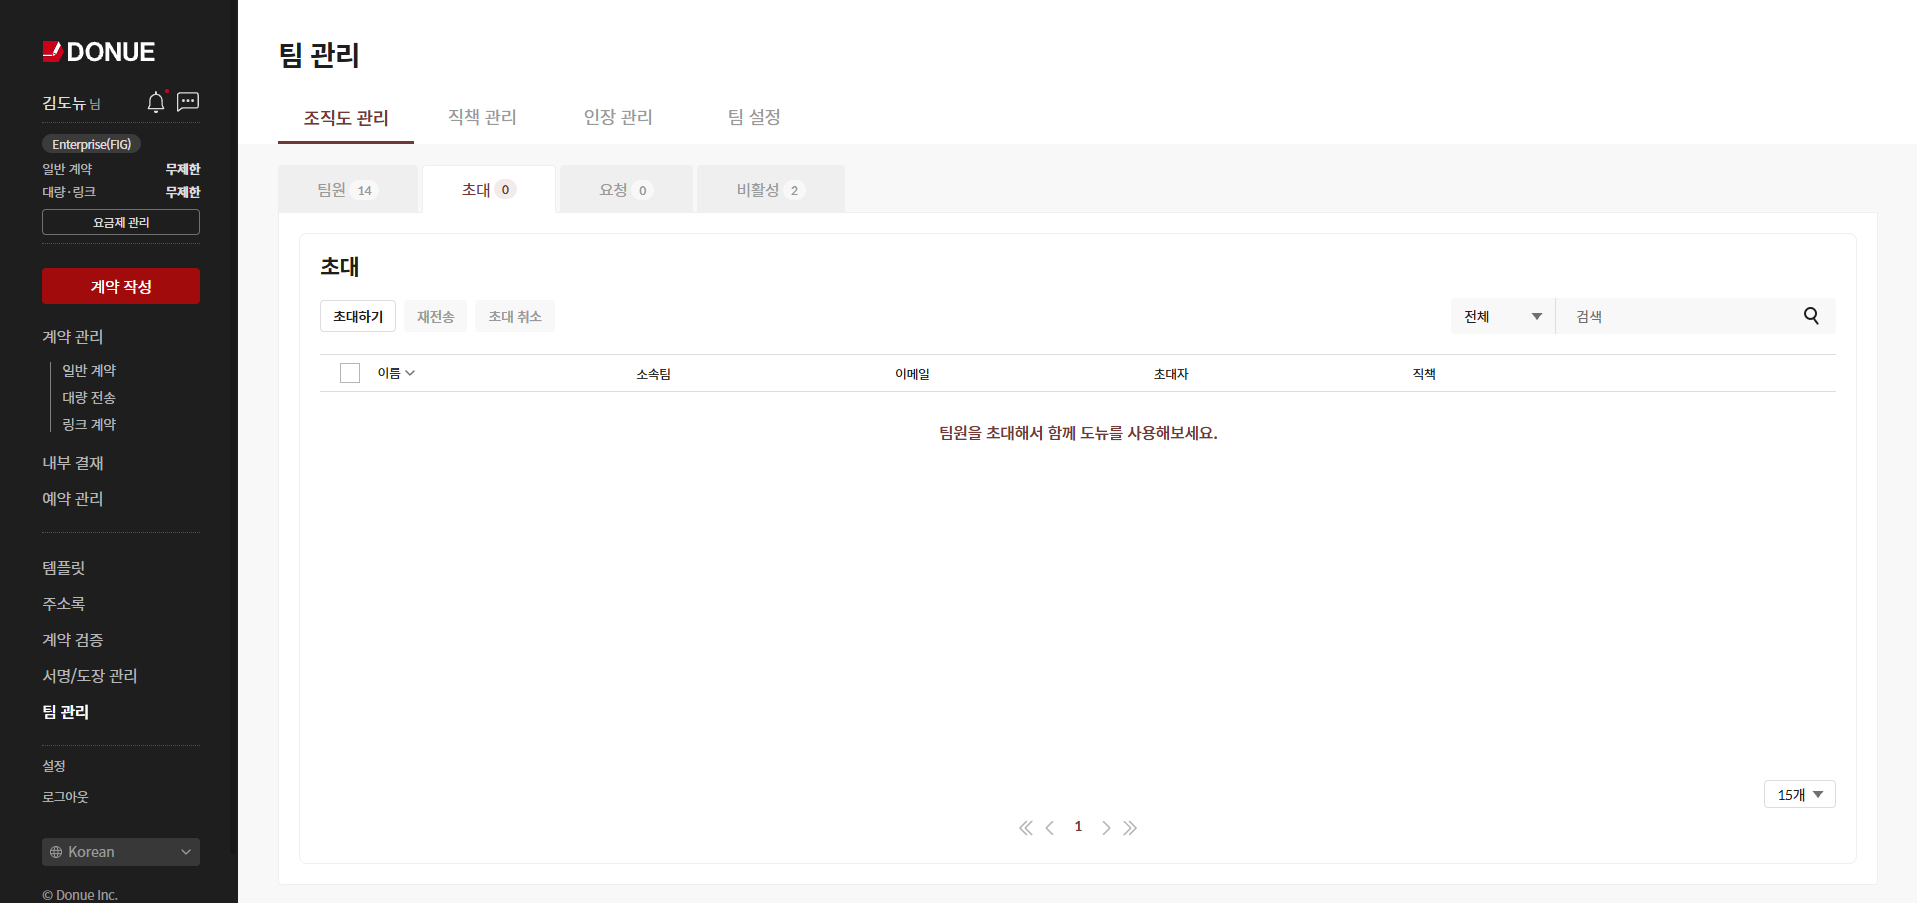 DONUE
김도뉴 님
Enterprise(FIG)
일반 계약 무제한
대량·링크 무제한
요금제 관리
계약 작성
계약 관리
일반 계약
대량 전송
링크 계약
내부 결재
예약 관리
템플릿
주소록
계약 검증
서명/도장 관리
팀 관리
설정
로그아웃
Korean
© Donue Inc.
팀 관리
조직도 관리 직책 관리 인장 관리 팀 설정
팀원 14 초대 0 요청 0 비활성 2
초대
초대하기 재전송 초대 취소 전체 검색
이름 소속팀 이메일 초대자 직책
팀원을 초대해서 함께 도뉴를 사용해보세요.
15개
1